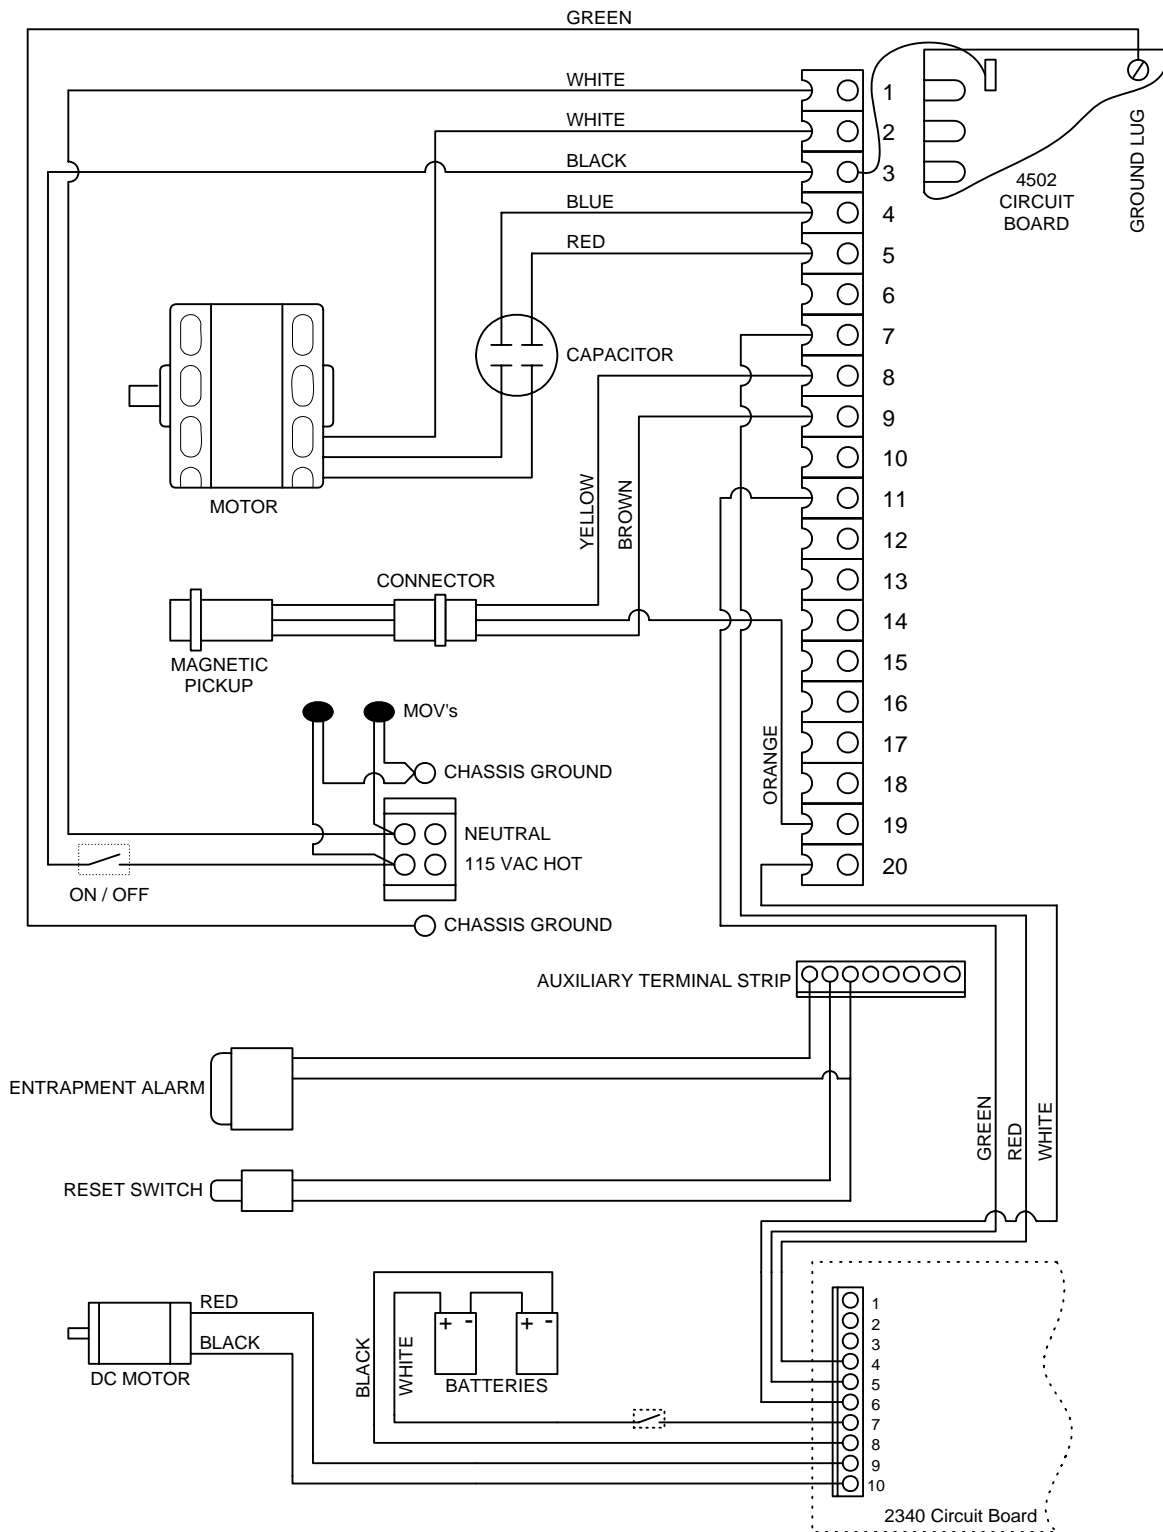 GREEN
WHITE
1
WHITE
2
BLACK
3
4502
CIRCUIT
BOARD
GROUND LUG
BLUE
4
RED
5
6
7
CAPACITOR
8
9
10
MOTOR
YELLOW
BROWN
11
12
CONNECTOR
13
14
MAGNETIC
PICKUP
15
16
MOV's
17
ORANGE
CHASSIS GROUND
18
NEUTRAL
19
115 VAC HOT
20
ON / OFF
CHASSIS GROUND
AUXILIARY TERMINAL STRIP
ENTRAPMENT ALARM
GREEN
RED
WHITE
RESET SWITCH
RED
BLACK
DC MOTOR
BLACK
WHITE
+ -
+ -
BATTERIES
1
2
3
4
5
6
7
8
9
10
2340 Circuit Board